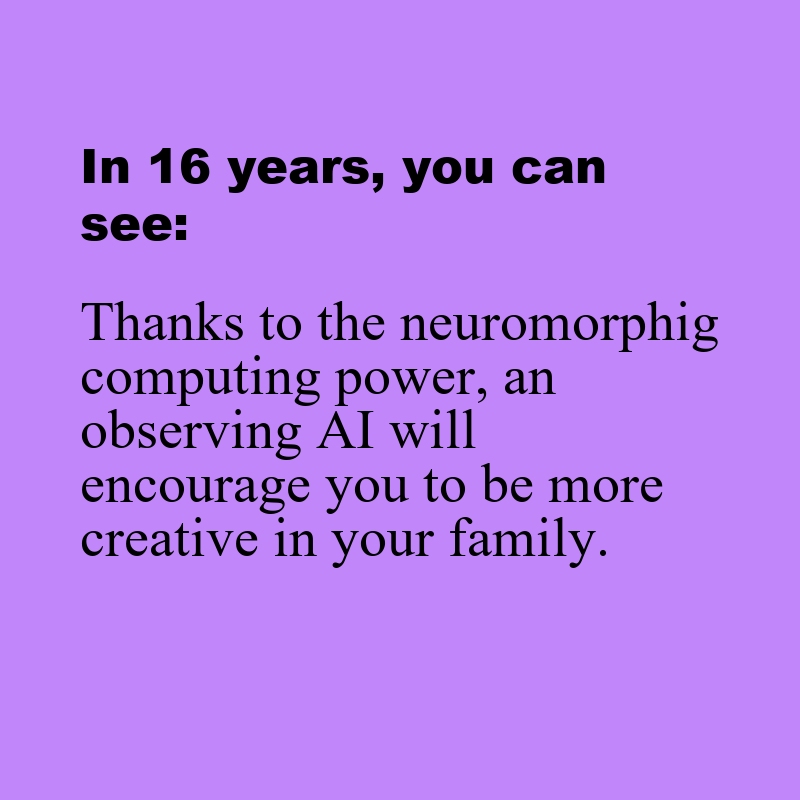 In 16 years, you can
see:
Thanks to the neuromorphig
computing power, an
observing AI will
encourage you to be more
creative in your family.